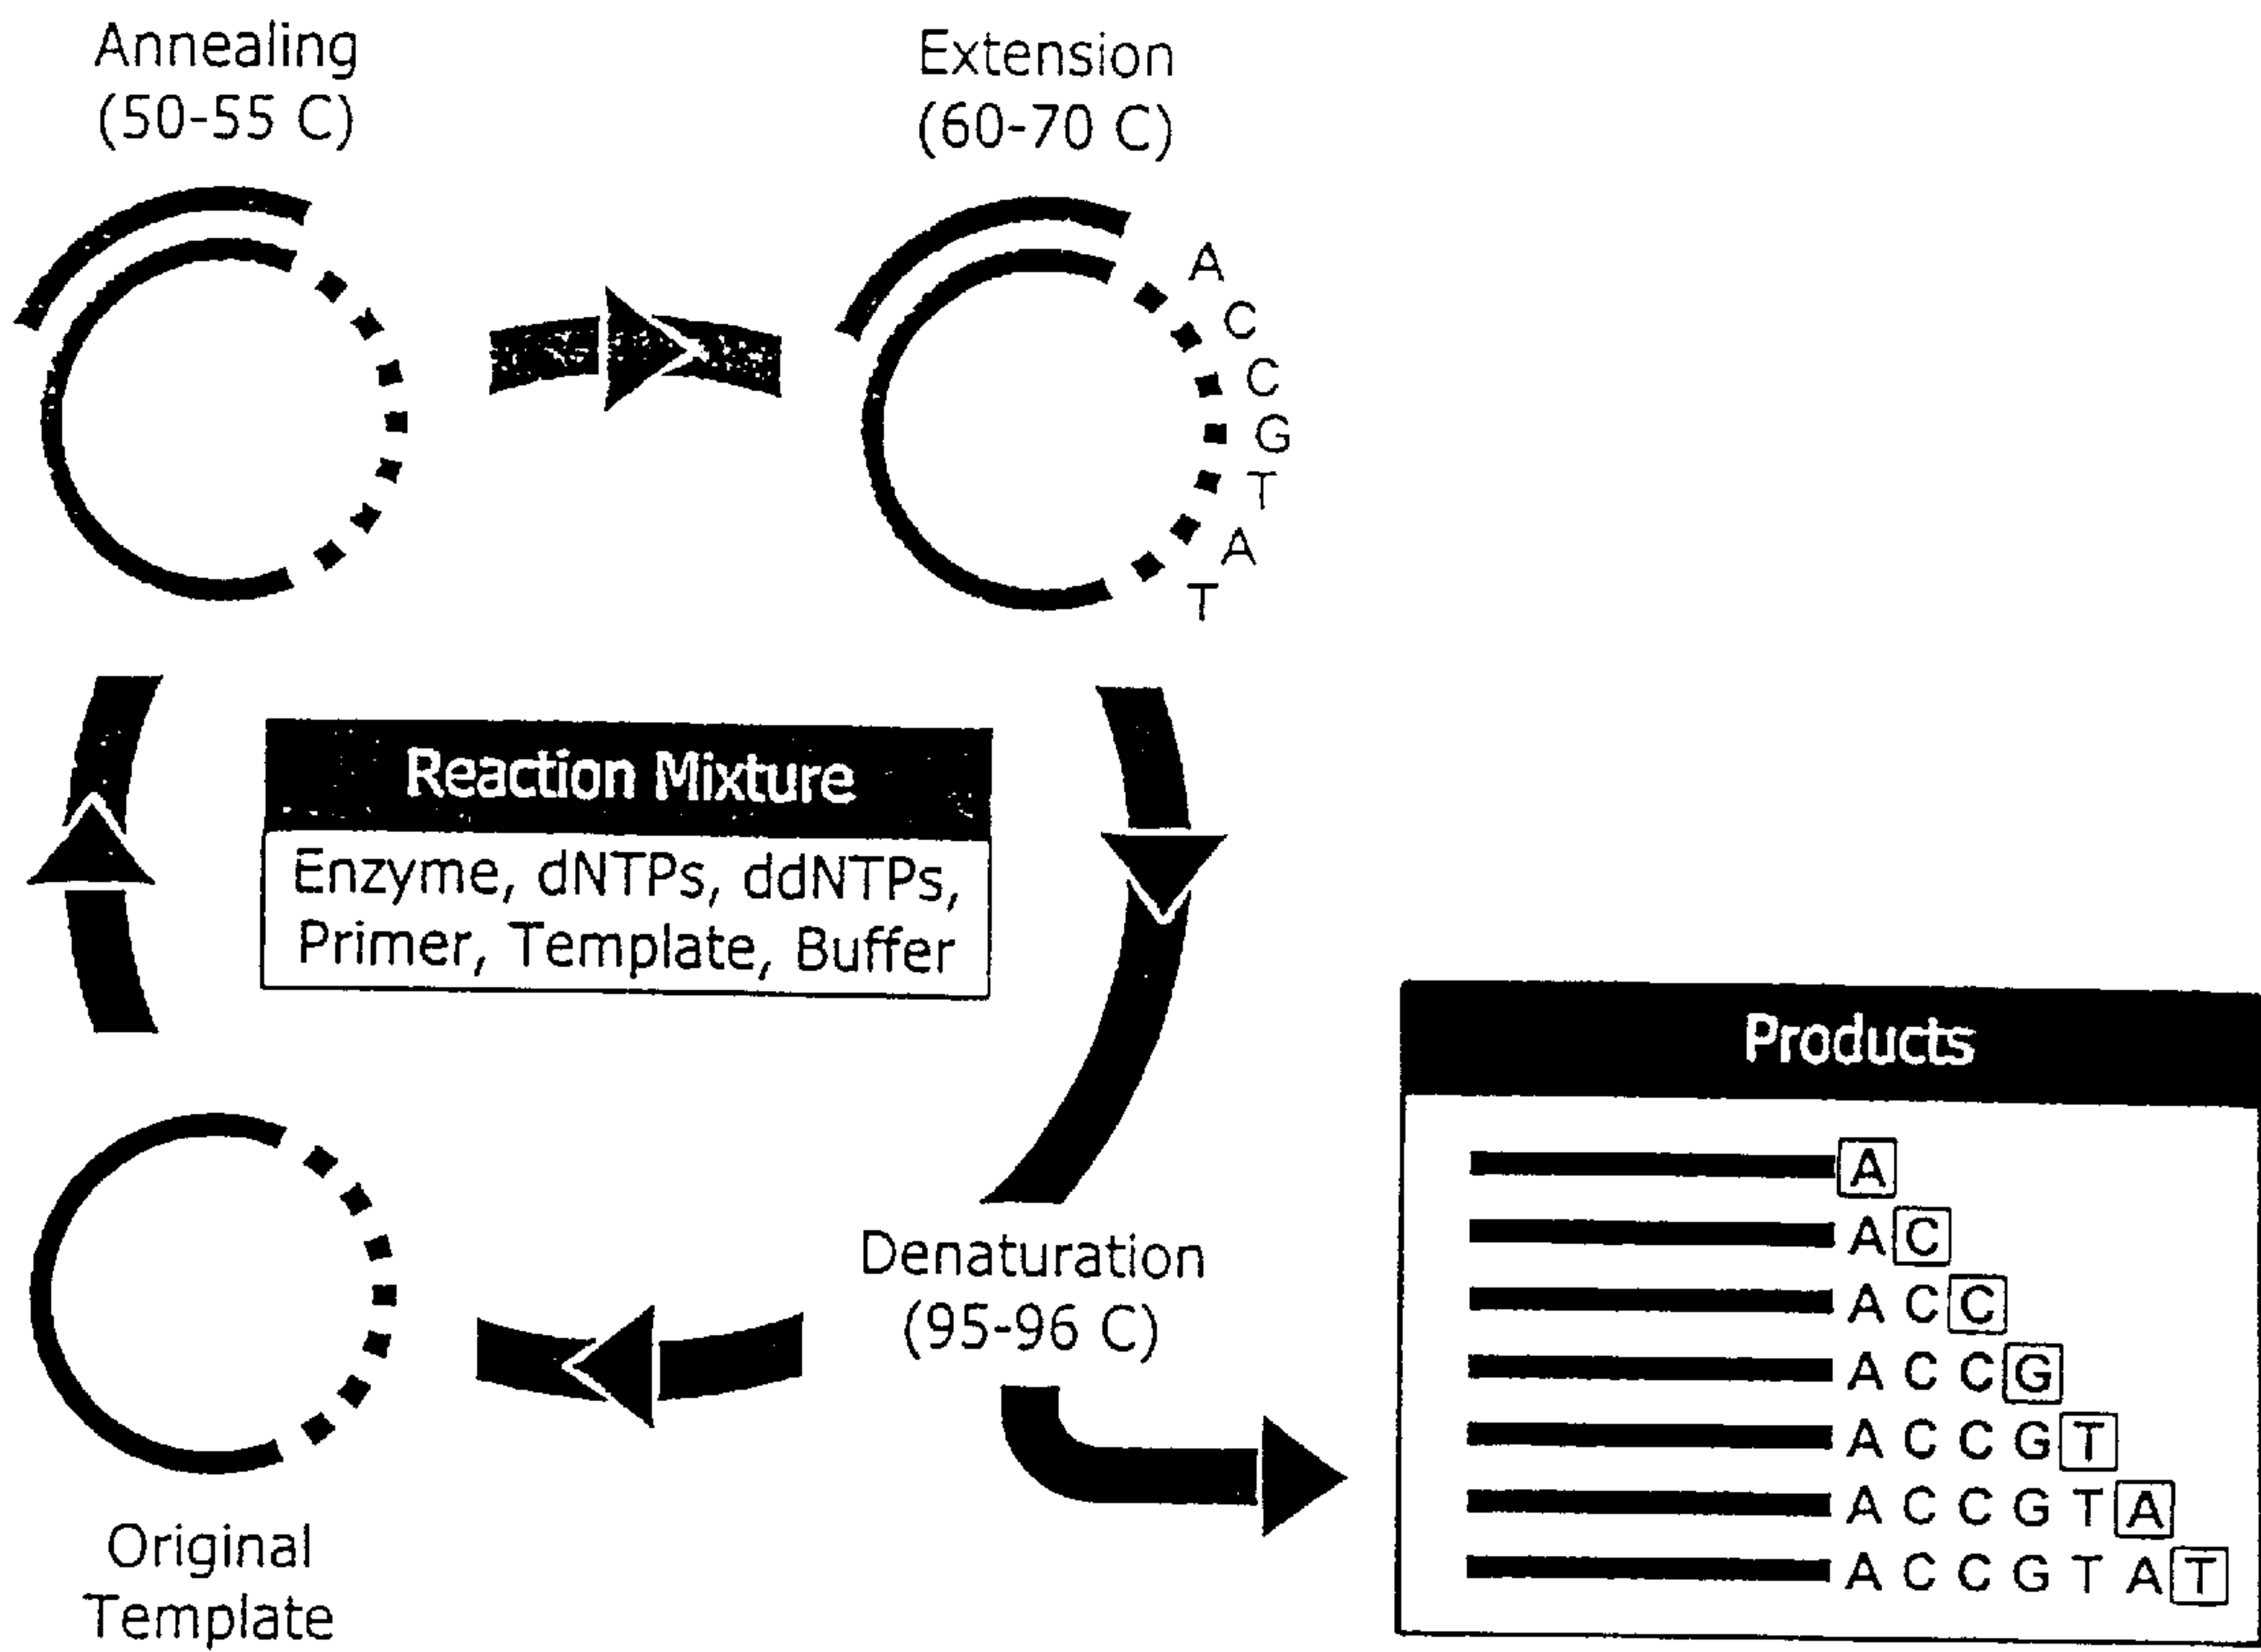 Annealing
(50-55 C)
Extension
(60-70 C)
A
C
C
G
T
A
T
Reaction Mixture
Enzyme, dNTPs, ddNTPs,
Primer, Template, Buffer
Denaturation
(95-96 C)
Original
Template
Products
A
A C
A C C
A C C G
A C C G T
A C C G T A
A C C G T A T